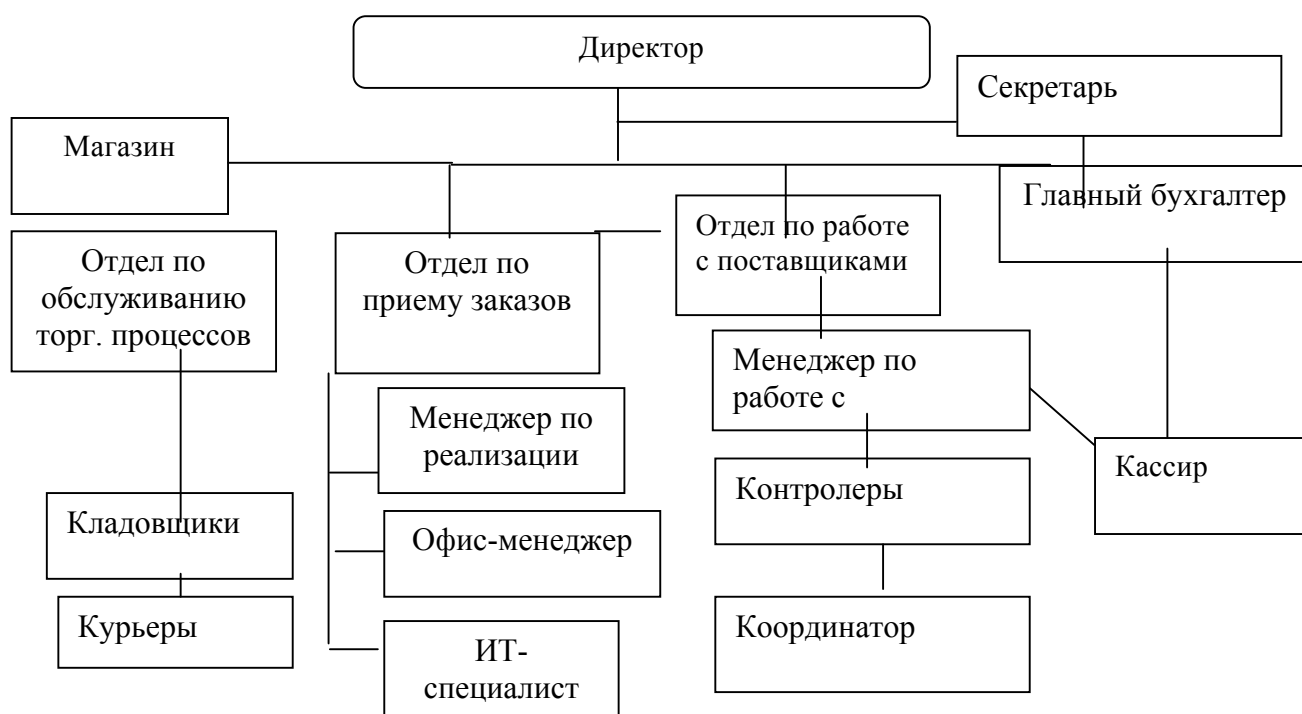 Директор
Секретарь
Магазин
Главный бухгалтер
Отдел по
обслуживанию
торг. процессов
Отдел по
приему заказов
Отдел по работе
с поставщиками
Менеджер по
работе с
Менеджер по
реализации
Кассир
Контролеры
Кладовщики
Офис-менеджер
Курьеры
Координатор
ИТ-
специалист